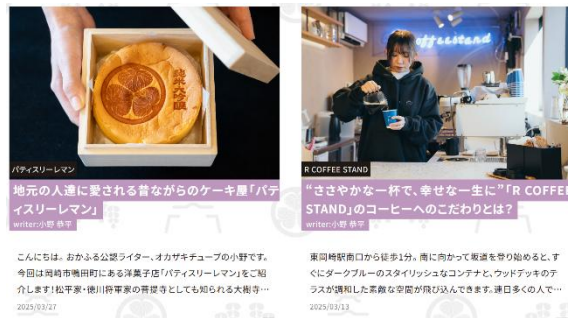 純米大吟醸
パティスリーレマン
地元の人達に愛される昔ながらのケーキ屋「パテ
ィスリーレマン」
writer:小野 恭平
こんにちは。おかふる公認ライター、オカザキチューブの小野です。
今回は岡崎市鴨田町にある洋菓子店「パティスリーレマン」をご紹
介します！松平家・徳川将軍家の菩提寺としても知られる大樹寺…
2025/03/27
offeestand
R COFFEE STAND
“ささやかな一杯で、幸せな一生に”「R COFFEE
STAND」のコーヒーへのこだわりとは？
writer:小野 恭平
東岡崎駅南口から徒歩1分。南に向かって坂道を登り始めると、す
ぐにダークブルーのスタイリッシュなコンテナと、ウッドデッキのテ
ラスが調和した素敵な空間が飛び込んできます。連日多くの人で…
2025/03/13